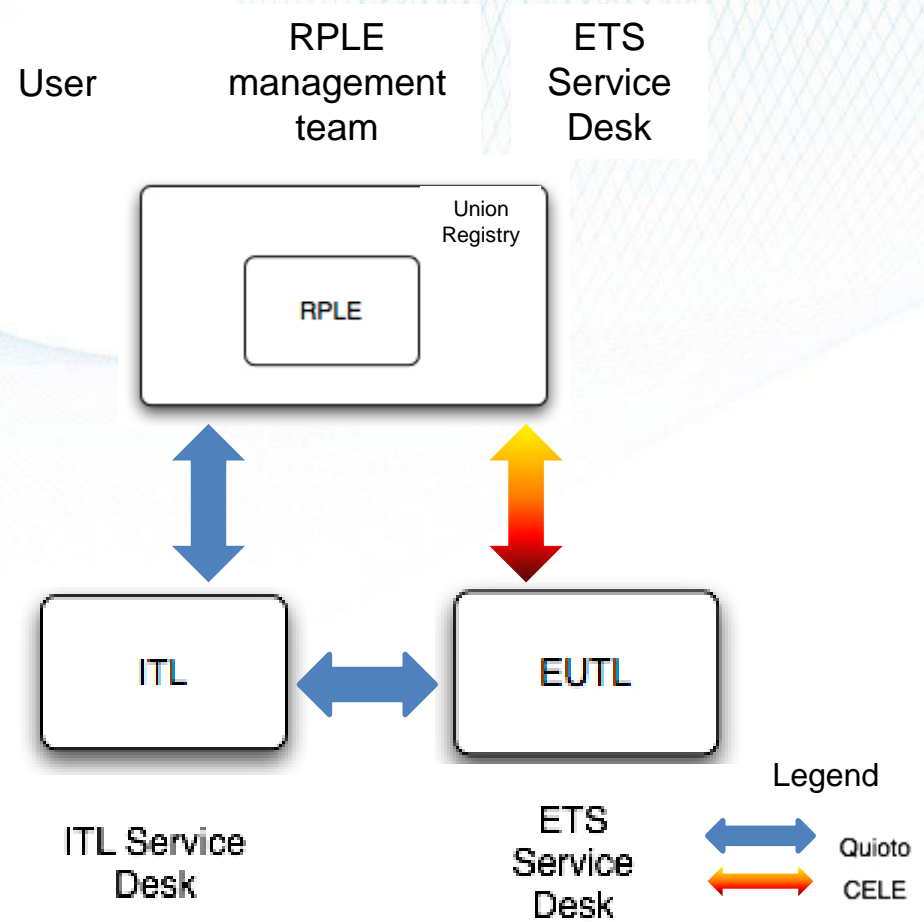 User
RPLE
management
team
ETS
Service
Desk
Union
Registry
RPLE
ITL
EUTL
Legend
ITL Service
Desk
ETS
Service
Desk
Quioto
CELE